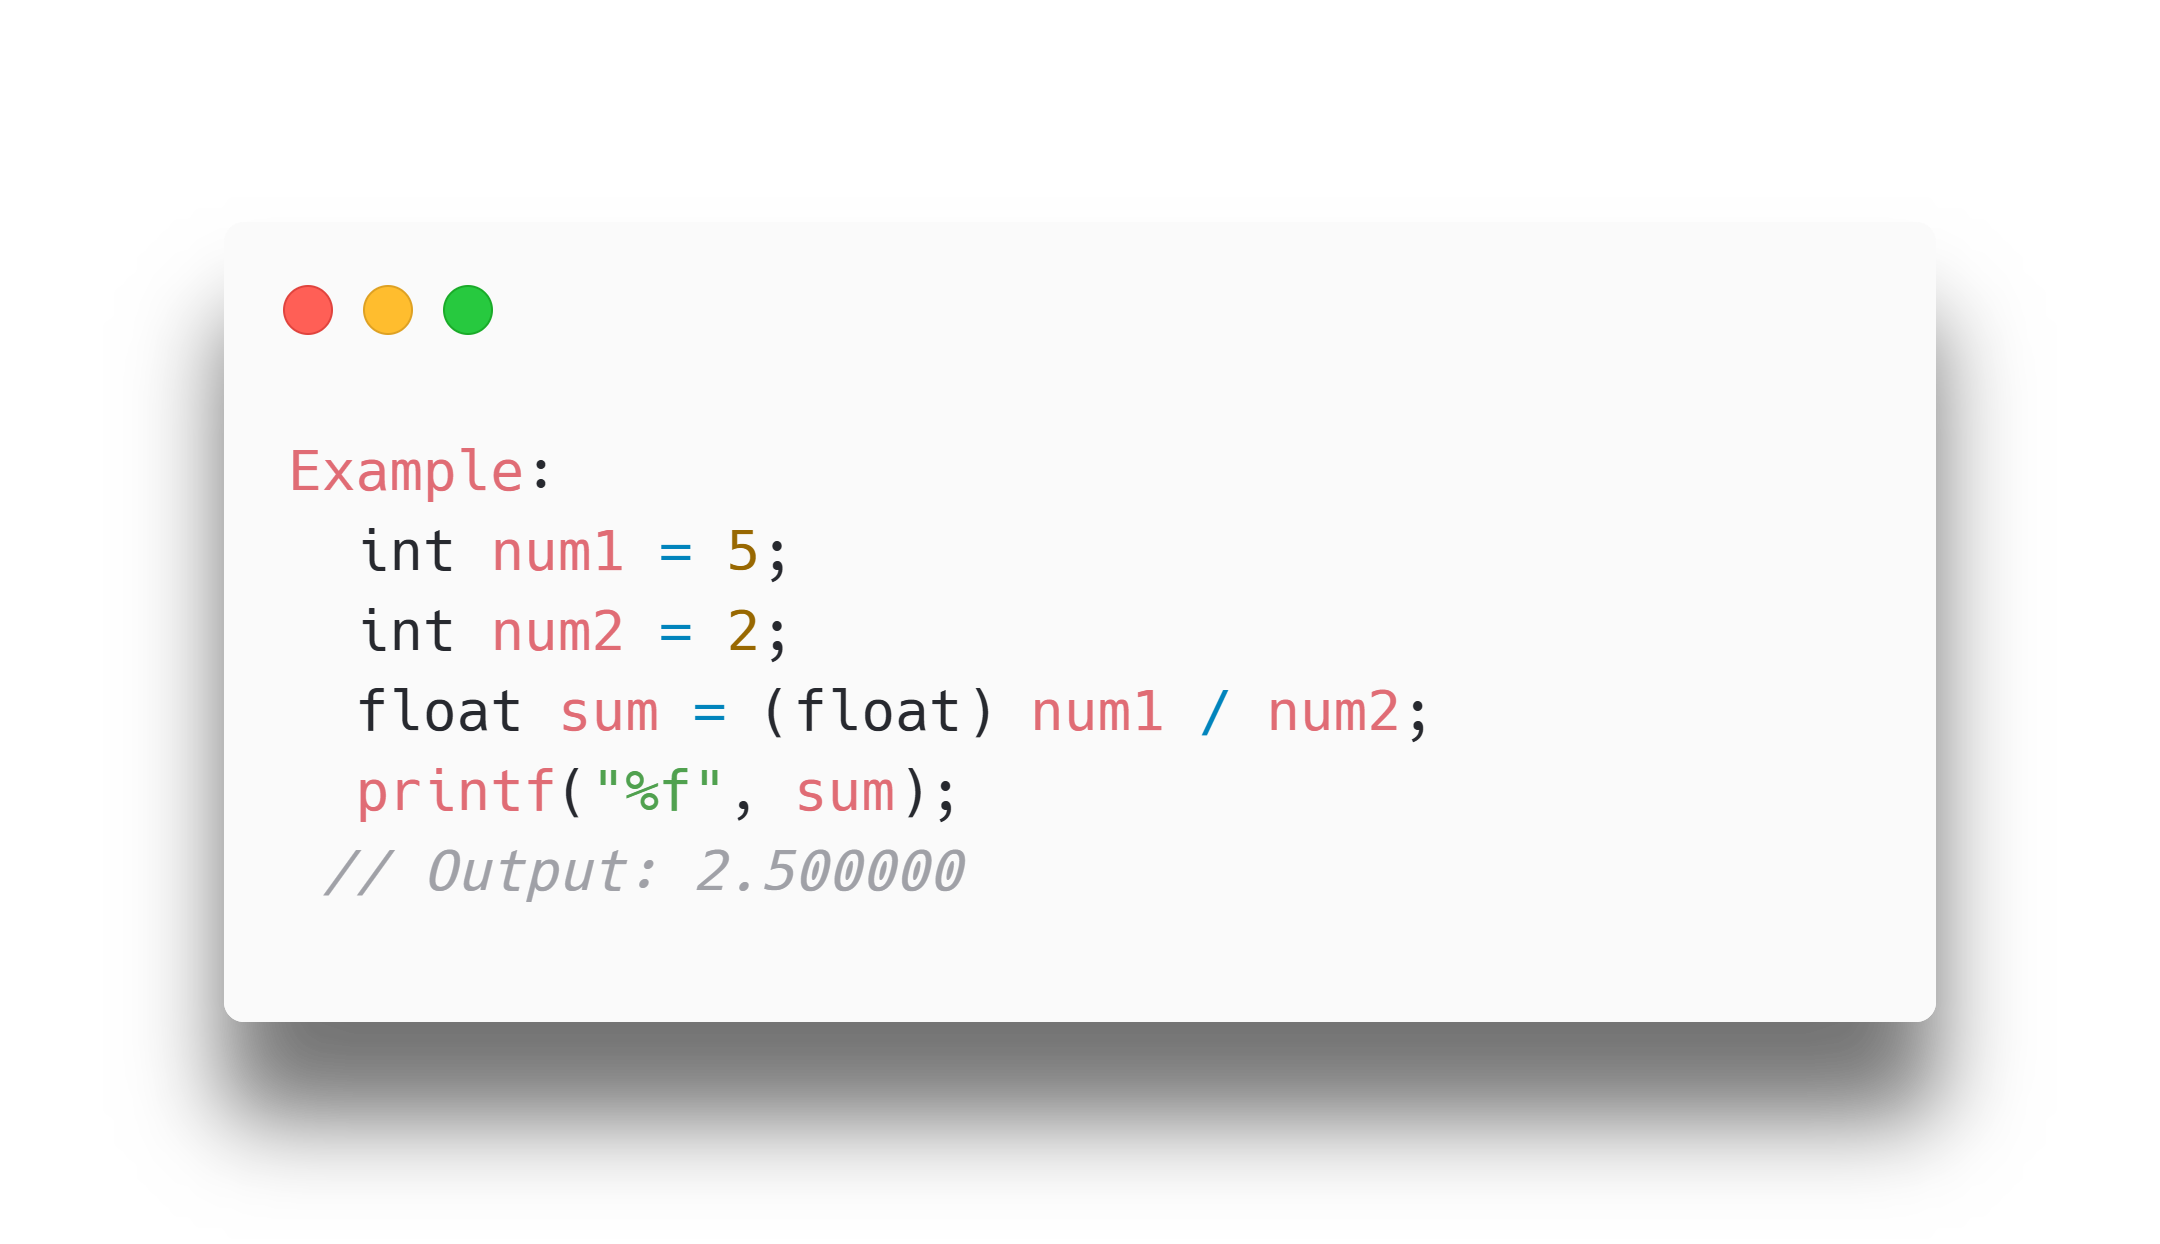 Example:
int num1 = 5;
int num2 = 2;
float sum = (float) num1 / num2;
printf("%f", sum);
// Output: 2.500000